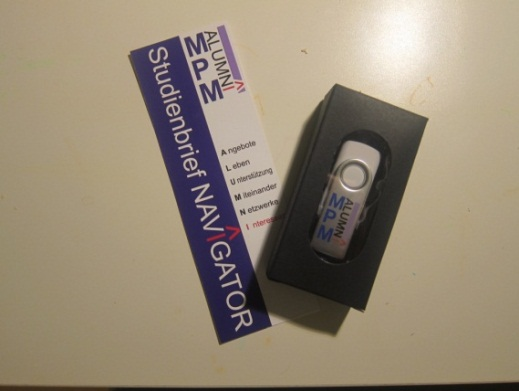 ALUMNI
MPM
Studienbrief NAVIGATOR
Angebote
Leben
Unterstützung
Miteinander
Netzwerke
ALUMNI
MPM